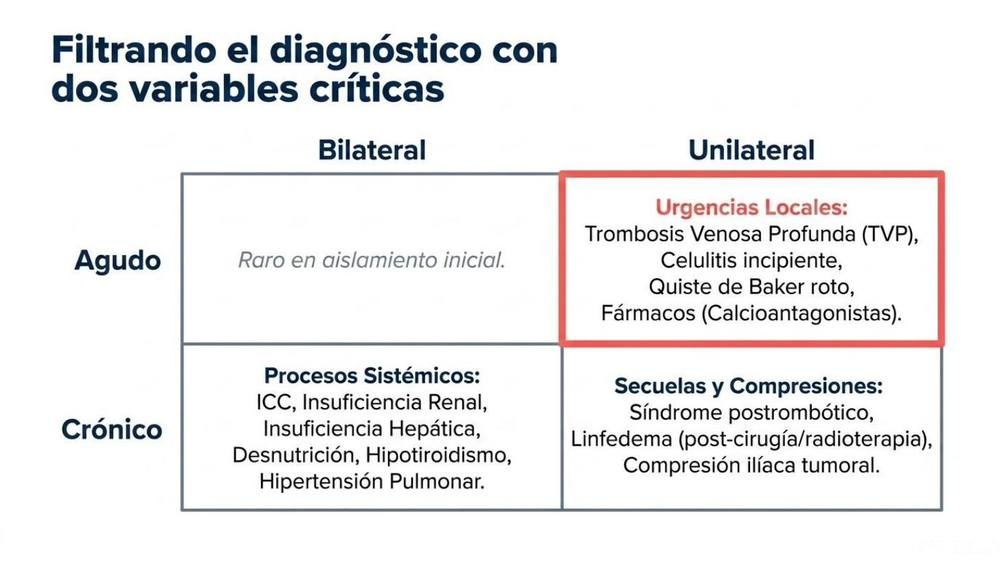 Filtrando el diagnóstico con
dos variables críticas
Bilateral
Unilateral
Agudo
Raro en aislamiento inicial.
Urgencias Locales:
Trombosis Venosa Profunda (TVP),
Celulitis incipiente,
Quiste de Baker roto,
Fármacos (Calcioantagonistas).
Crónico
Procesos Sistémicos:
ICC, Insuficiencia Renal,
Insuficiencia Hepática,
Desnutrición, Hipotiroidismo,
Hipertensión Pulmonar.
Secuelas y Compresiones:
Síndrome postrombótico,
Linfedema (post-cirugía/radioterapia),
Compresión ilíaca tumoral.